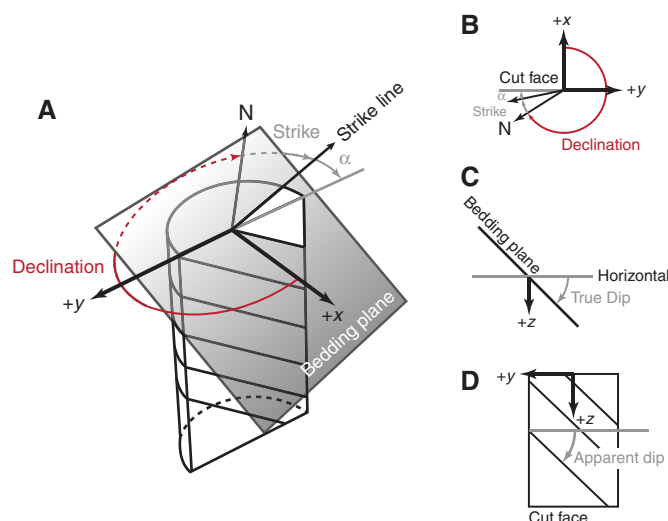 A
N
Strike
Strike line
α
Declination
+y
+x
Bedding plane
B
+x
Cut face
+y
α
Strike
N
Declination
C
Bedding plane
Horizontal
True Dip
+z
D
+y
+z
Apparent dip
Cut face